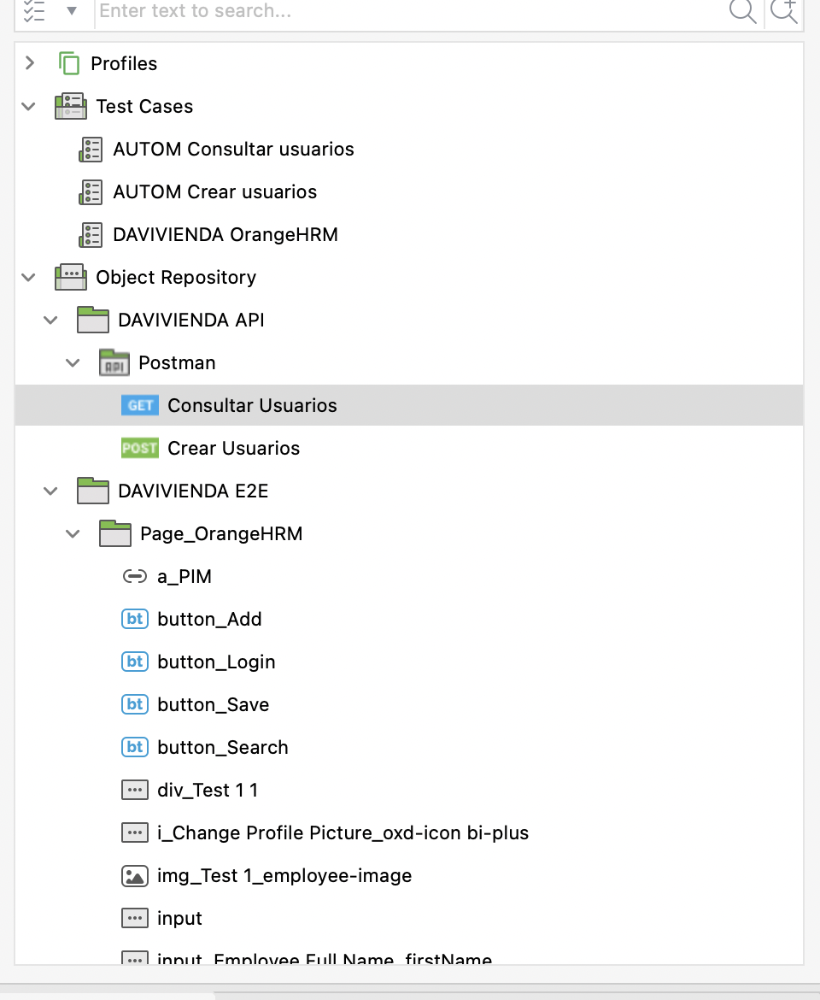 Enter text to search...
Profiles
Test Cases
AUTOM Consultar usuarios
AUTOM Crear usuarios
DAVIVIENDA OrangeHRM
Object Repository
DAVIVIENDA API
API Postman
GET Consultar Usuarios
POST Crear Usuarios
DAVIVIENDA E2E
Page_OrangeHRM
a_PIM
bt button_Add
bt button_Login
bt button_Save
bt button_Search
div_Test 1 1
i_Change Profile Picture_oxd-icon bi-plus
img_Test 1_employee-image
input
input_Employee Full Name_firstName